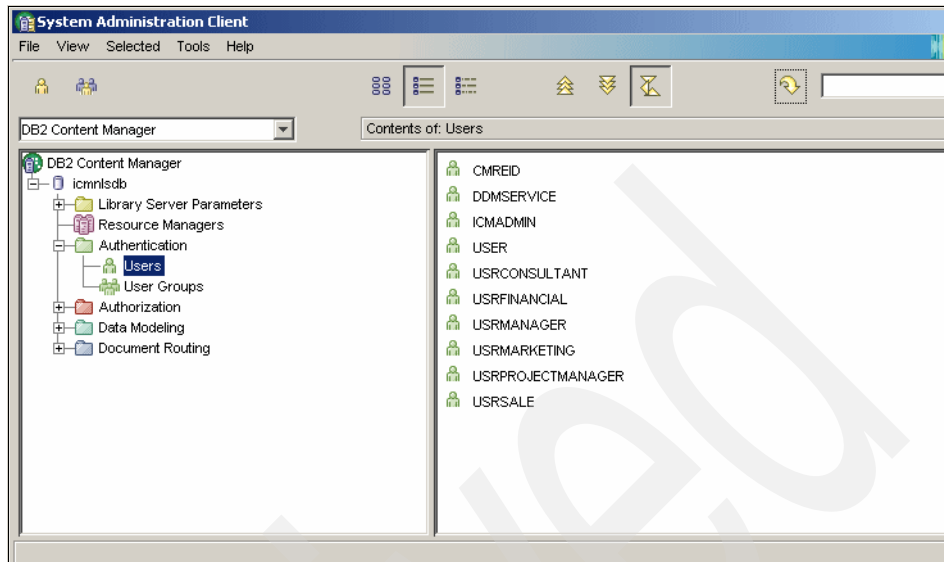 System Administration Client
File View Selected Tools Help
DB2 Content Manager
Contents of: Users
DB2 Content Manager
icmnlsdb
Library Server Parameters
Resource Managers
Authentication
Users
User Groups
Authorization
Data Modeling
Document Routing
CMREID
DDMSERVICE
ICMADMIN
USER
USRCONSULTANT
USRFINANCIAL
USRMANAGER
USRMARKETING
USRPROJECTMANAGER
USRSALE